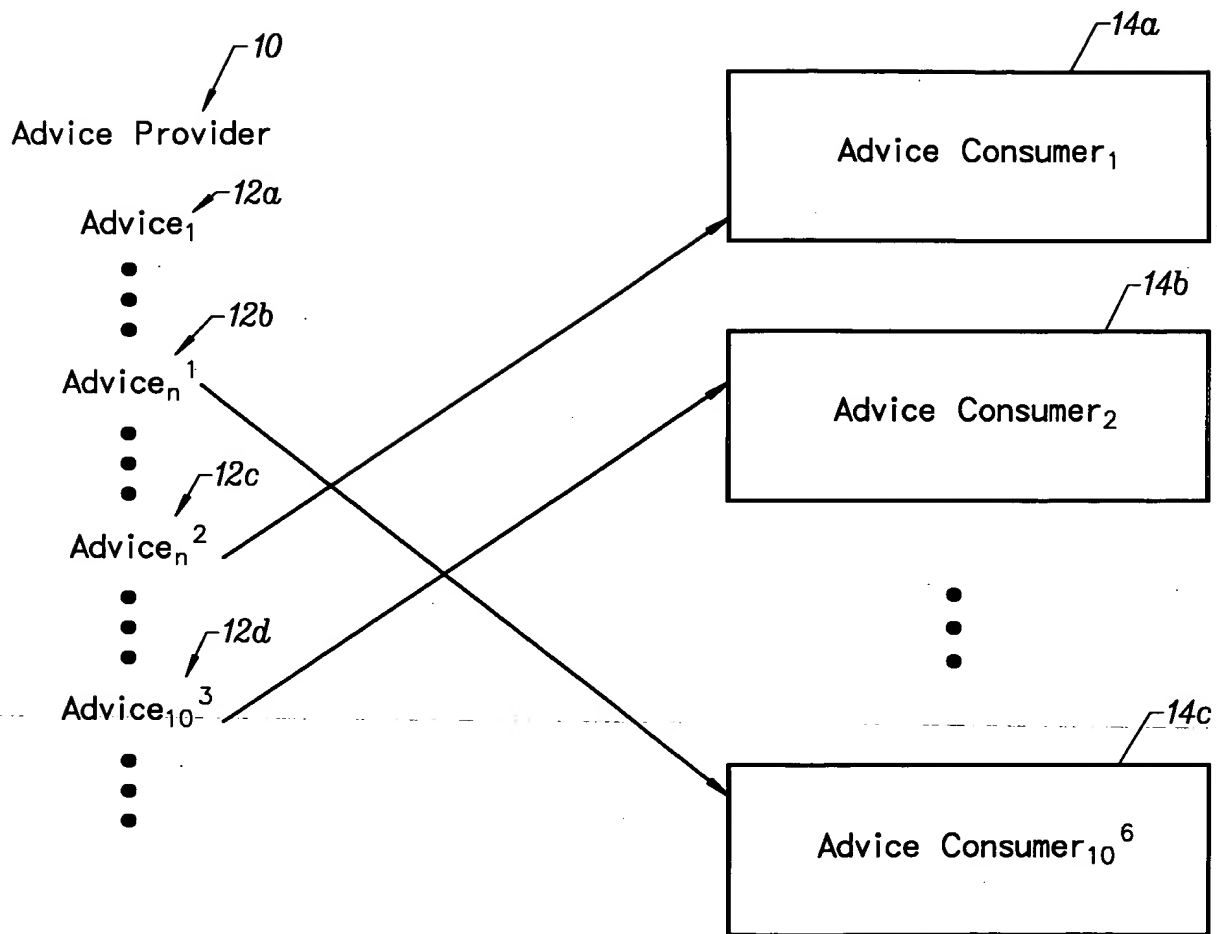 10
Advice Provider
12a
Advice₁
12b
Adviceₙ¹
12c
Adviceₙ²
12d
Advice₁₀³
14a
Advice Consumer₁
14b
Advice Consumer₂
14c
Advice Consumer₁₀⁶